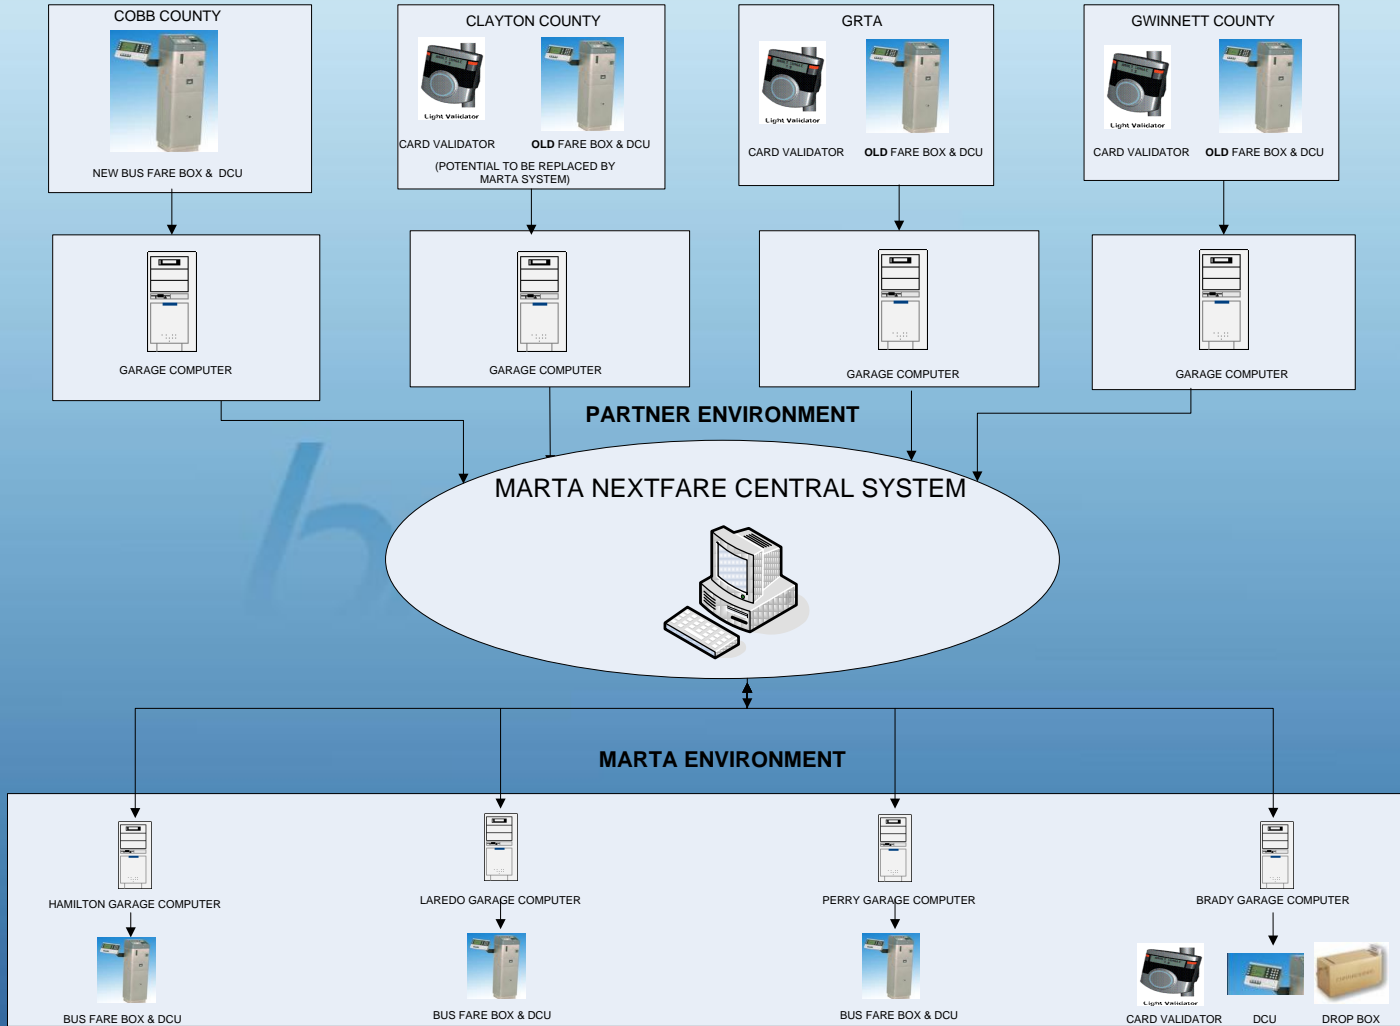 COBB COUNTY
CLAYTON COUNTY
GRTA
GWINNETT COUNTY
Light Validator
Light Validator
Light Validator
CARD VALIDATOR
OLD FARE BOX & DCU
CARD VALIDATOR
OLD FARE BOX & DCU
CARD VALIDATOR
OLD FARE BOX & DCU
NEW BUS FARE BOX & DCU
(POTENTIAL TO BE REPLACED BY
MARTA SYSTEM)
GARAGE COMPUTER
GARAGE COMPUTER
GARAGE COMPUTER
GARAGE COMPUTER
PARTNER ENVIRONMENT
MARTA NEXTFARE CENTRAL SYSTEM
MARTA ENVIRONMENT
HAMILTON GARAGE COMPUTER
LAREDO GARAGE COMPUTER
PERRY GARAGE COMPUTER
BRADY GARAGE COMPUTER
Light Validator
BUS FARE BOX & DCU
BUS FARE BOX & DCU
BUS FARE BOX & DCU
CARD VALIDATOR
DCU
DROP BOX